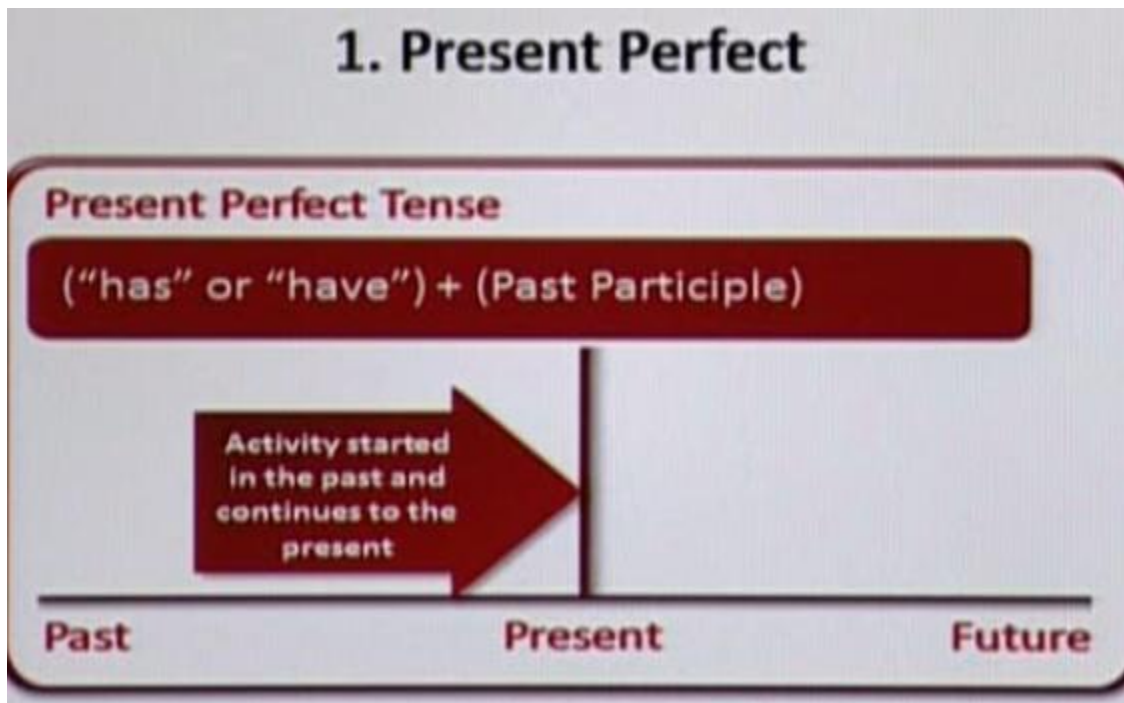 1. Present Perfect
Present Perfect Tense
(“has” or “have”) + (Past Participle)
Activity started
in the past and
continues to the
present
Past Present Future